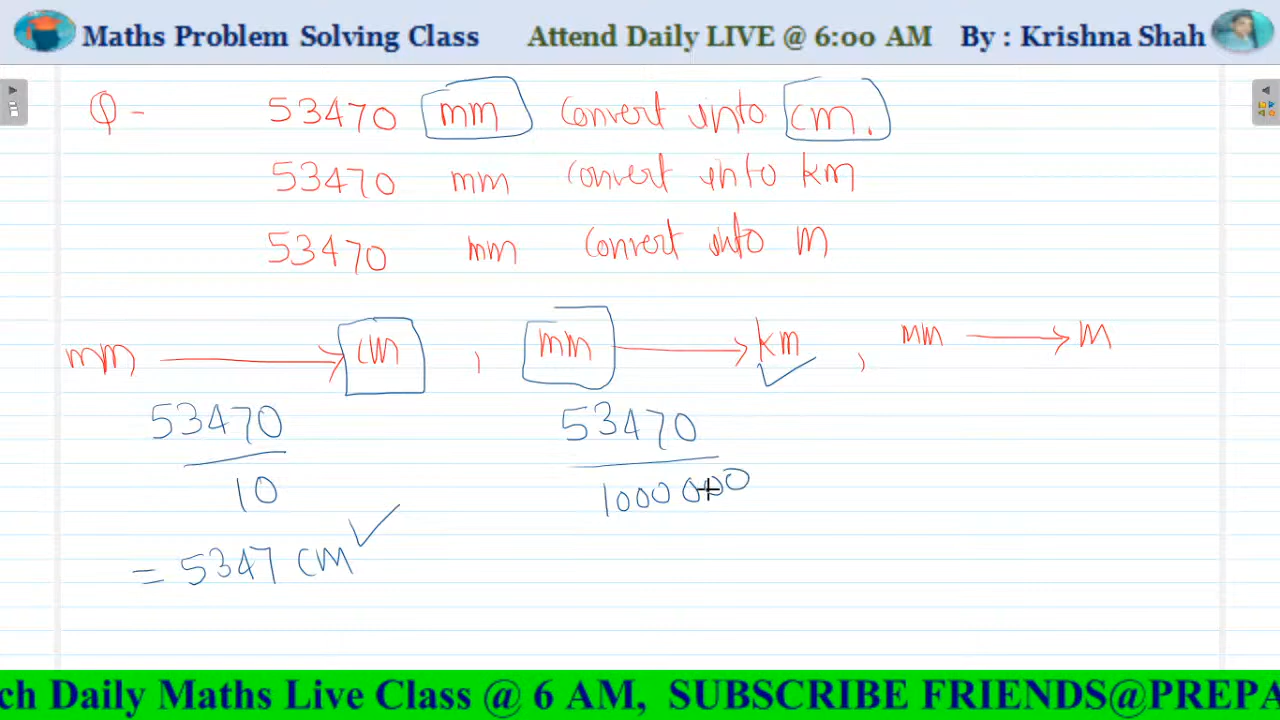 Maths Problem Solving Class Attend Daily LIVE @ 6:00 AM By : Krishna Shah
Q - 53470 mm convert into cm.
53470 mm convert into km
53470 mm convert into m
mm → cm , mm → km , mm → m
53470 53470
10 1000000
= 5347 cm
ch Daily Maths Live Class @ 6 AM, SUBSCRIBE FRIENDS@PREPA